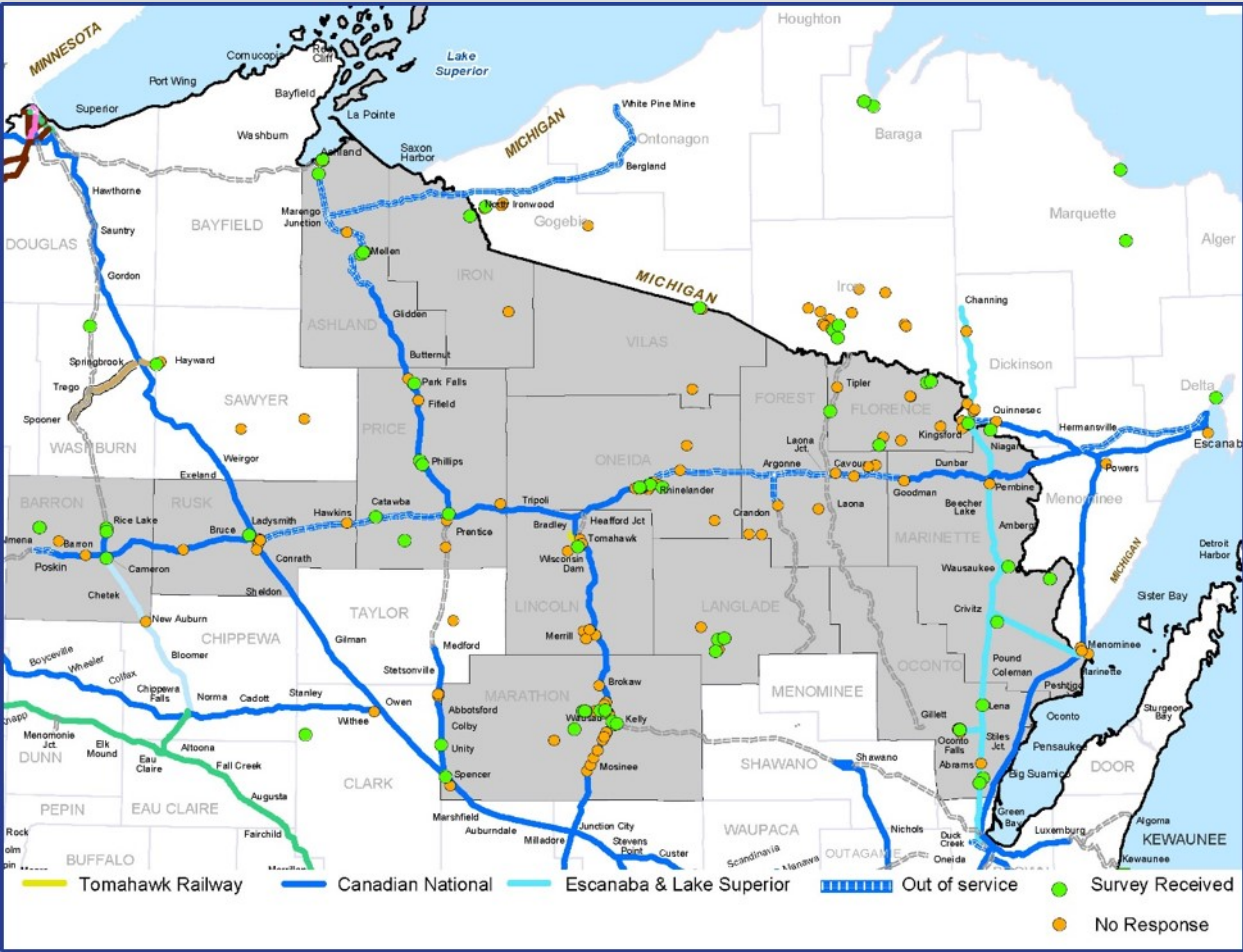 Houghton
MINNESOTA
Cornucopia
Red
Cliff
Lake
Superior
Port Wing
Bayfield
Superior
La Pointe
White Pine Mine
Washburn
MICHIGAN
Ontonagon
Baraga
Ashland
Saxon
Harbor
Bergland
Hawthorne
Marengo
Junction
North Ironwood
Gogebic
Marquette
Alger
BAYFIELD
Sauntry
DOUGLAS
Mellen
Gordon
IRON
MICHIGAN
Iron
Channing
Glidden
ASHLAND
VILAS
Springbrook
Hayward
Butternut
Dickinson
Trego
Park Falls
Tipler
Delta
SAWYER
Fifield
FOREST
FLORENCE
Quinnesec
Spooner
PRICE
Kingsford
Hermansville
WASHBURN
Laona
Jct.
Niagara
Escanab
Weirgor
Phillips
ONEIDA
Argonne
Cavour
Dunbar
Powers
Exeland
Rhinelander
Goodman
Pembine
BARRON
RUSK
Catawba
Tripoli
Laona
Beecher
Lake
Menominee
Rice Lake
Hawkins
Crandon
Bruce
Ladysmith
Prentice
Bradley
Heafford Jct
Amberg
Almena
Barron
Tomahawk
MARINETTE
Poskin
Cameron
Conrath
Wisconsin
Dam
Wausaukee
MICHIGAN
Detroit
Harbor
Chetek
Sheldon
Sister Bay
New Auburn
TAYLOR
LINCOLN
LANGLADE
Crivitz
CHIPPEWA
Gilman
Merrill
Menominee
Bloomer
Medford
Marinette
Boyceville
Wheeler
Stetsonville
Pound
Coleman
OCONTO
Colfax
Chippewa
Falls
Norma
Cadott
Stanley
Owen
MARATHON
Brokaw
MENOMINEE
Peshtigo
Knapp
Withee
Abbotsford
Wausau
Kelly
Gillett
Lena
Oconto
Sturgeon
Bay
Menomonie
Jct.
Elk
Mound
Colby
Oconto
Falls
Stiles
Jct.
Pensaukee
DUNN
Eau
Claire
Altoona
Unity
Shawano
Fall Creek
Spencer
Mosinee
SHAWANO
Abrams
Big Suamico
DOOR
CLARK
Augusta
PEPIN
EAU CLAIRE
Marshfield
Green
Bay
Algoma
Rock
Fairchild
Auburndale
Junction City
WAUPACA
Nichols
Duck
Creek
Luxemburg
KEWAUNEE
olm
Milladore
Stevens
Point
Custer
Scandinavia
Manawa
OUTAGAMIE
Oneida
Kewaunee
BUFFALO
Merrillan
Tomahawk Railway
Canadian National
Escanaba & Lake Superior
Out of service
Survey Received
No Response